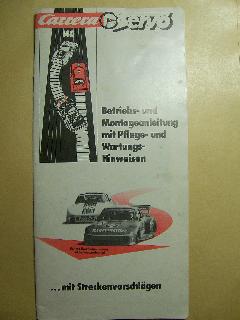 Carrera Servo
Betriebs- und
Montageanleitung
mit Pflege- und
Wartungs-
Hinweisen
...mit Streckenvorschlägen